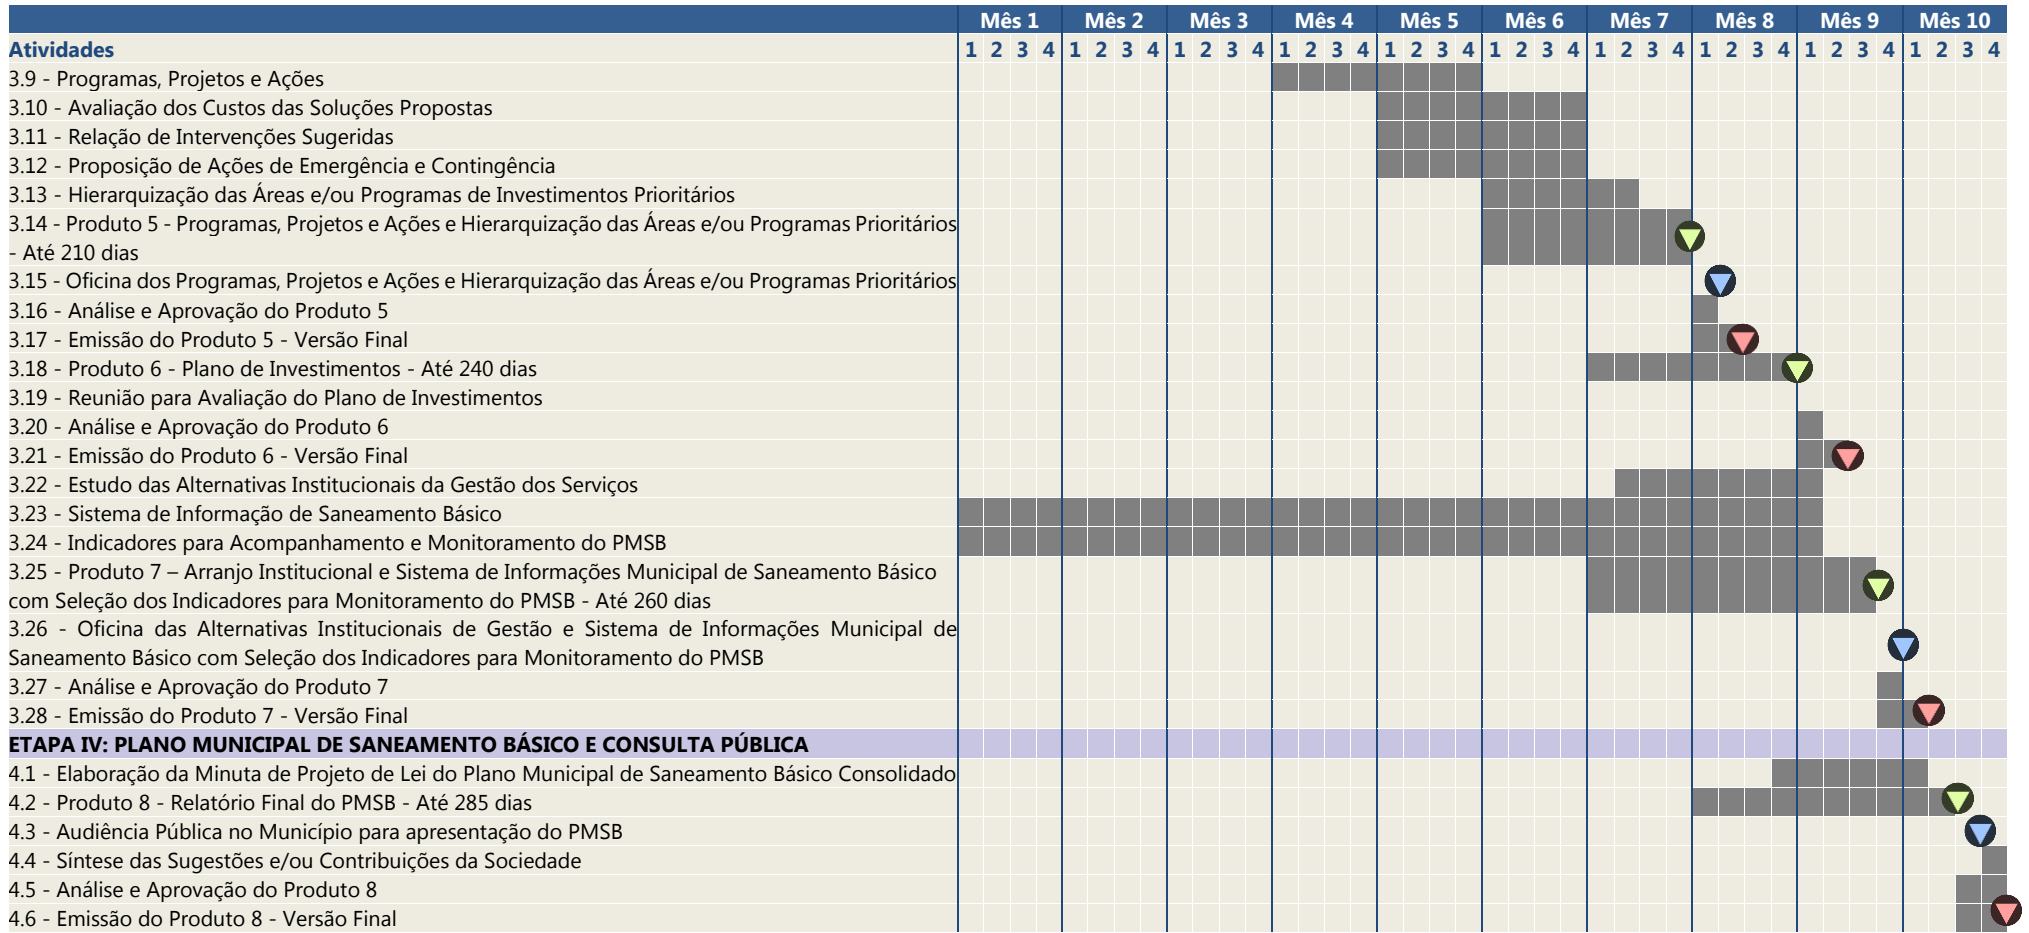 Mês 1 Mês 2 Mês 3 Mês 4 Mês 5 Mês 6 Mês 7 Mês 8 Mês 9 Mês 10
Atividades 1 2 3 4 1 2 3 4 1 2 3 4 1 2 3 4 1 2 3 4 1 2 3 4 1 2 3 4 1 2 3 4 1 2 3 4 1 2 3 4
3.9 - Programas, Projetos e Ações
3.10 - Avaliação dos Custos das Soluções Propostas
3.11 - Relação de Intervenções Sugeridas
3.12 - Proposição de Ações de Emergência e Contingência
3.13 - Hierarquização das Áreas e/ou Programas de Investimentos Prioritários
3.14 - Produto 5 - Programas, Projetos e Ações e Hierarquização das Áreas e/ou Programas Prioritários
- Até 210 dias
3.15 - Oficina dos Programas, Projetos e Ações e Hierarquização das Áreas e/ou Programas Prioritários
3.16 - Análise e Aprovação do Produto 5
3.17 - Emissão do Produto 5 - Versão Final
3.18 - Produto 6 - Plano de Investimentos - Até 240 dias
3.19 - Reunião para Avaliação do Plano de Investimentos
3.20 - Análise e Aprovação do Produto 6
3.21 - Emissão do Produto 6 - Versão Final
3.22 - Estudo das Alternativas Institucionais da Gestão dos Serviços
3.23 - Sistema de Informação de Saneamento Básico
3.24 - Indicadores para Acompanhamento e Monitoramento do PMSB
3.25 - Produto 7 – Arranjo Institucional e Sistema de Informações Municipal de Saneamento Básico
com Seleção dos Indicadores para Monitoramento do PMSB - Até 260 dias
3.26 - Oficina das Alternativas Institucionais de Gestão e Sistema de Informações Municipal de
Saneamento Básico com Seleção dos Indicadores para Monitoramento do PMSB
3.27 - Análise e Aprovação do Produto 7
3.28 - Emissão do Produto 7 - Versão Final
ETAPA IV: PLANO MUNICIPAL DE SANEAMENTO BÁSICO E CONSULTA PÚBLICA
4.1 - Elaboração da Minuta de Projeto de Lei do Plano Municipal de Saneamento Básico Consolidado
4.2 - Produto 8 - Relatório Final do PMSB - Até 285 dias
4.3 - Audiência Pública no Município para apresentação do PMSB
4.4 - Síntese das Sugestões e/ou Contribuições da Sociedade
4.5 - Análise e Aprovação do Produto 8
4.6 - Emissão do Produto 8 - Versão Final